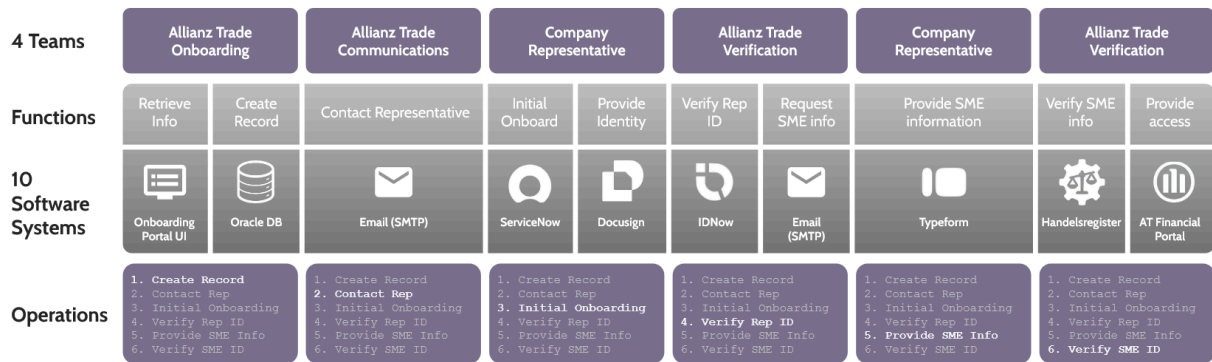 4 Teams
Allianz Trade
Onboarding
Allianz Trade
Communications
Company
Representative
Allianz Trade
Verification
Company
Representative
Allianz Trade
Verification
Functions
Retrieve
Info
Create
Record
Contact Representative
Initial
Onboard
Provide
Identity
Verify Rep
ID
Request
SME info
Provide SME
information
Verify SME
info
Provide
access
10
Software
Systems
Onboarding
Portal UI
Oracle DB
Email (SMTP)
ServiceNow
Docusign
IDNow
Email
(SMTP)
Typeform
Handelsregister
AT Financial
Portal
Operations
1. Create Record
2. Contact Rep
3. Initial Onboarding
4. Verify Rep ID
5. Provide SME Info
6. Verify SME ID
1. Create Record
2. Contact Rep
3. Initial Onboarding
4. Verify Rep ID
5. Provide SME Info
6. Verify SME ID
1. Create Record
2. Contact Rep
3. Initial Onboarding
4. Verify Rep ID
5. Provide SME Info
6. Verify SME ID
1. Create Record
2. Contact Rep
3. Initial Onboarding
4. Verify Rep ID
5. Provide SME Info
6. Verify SME ID
1. Create Record
2. Contact Rep
3. Initial Onboarding
4. Verify Rep ID
5. Provide SME Info
6. Verify SME ID
1. Create Record
2. Contact Rep
3. Initial Onboarding
4. Verify Rep ID
5. Provide SME Info
6. Verify SME ID